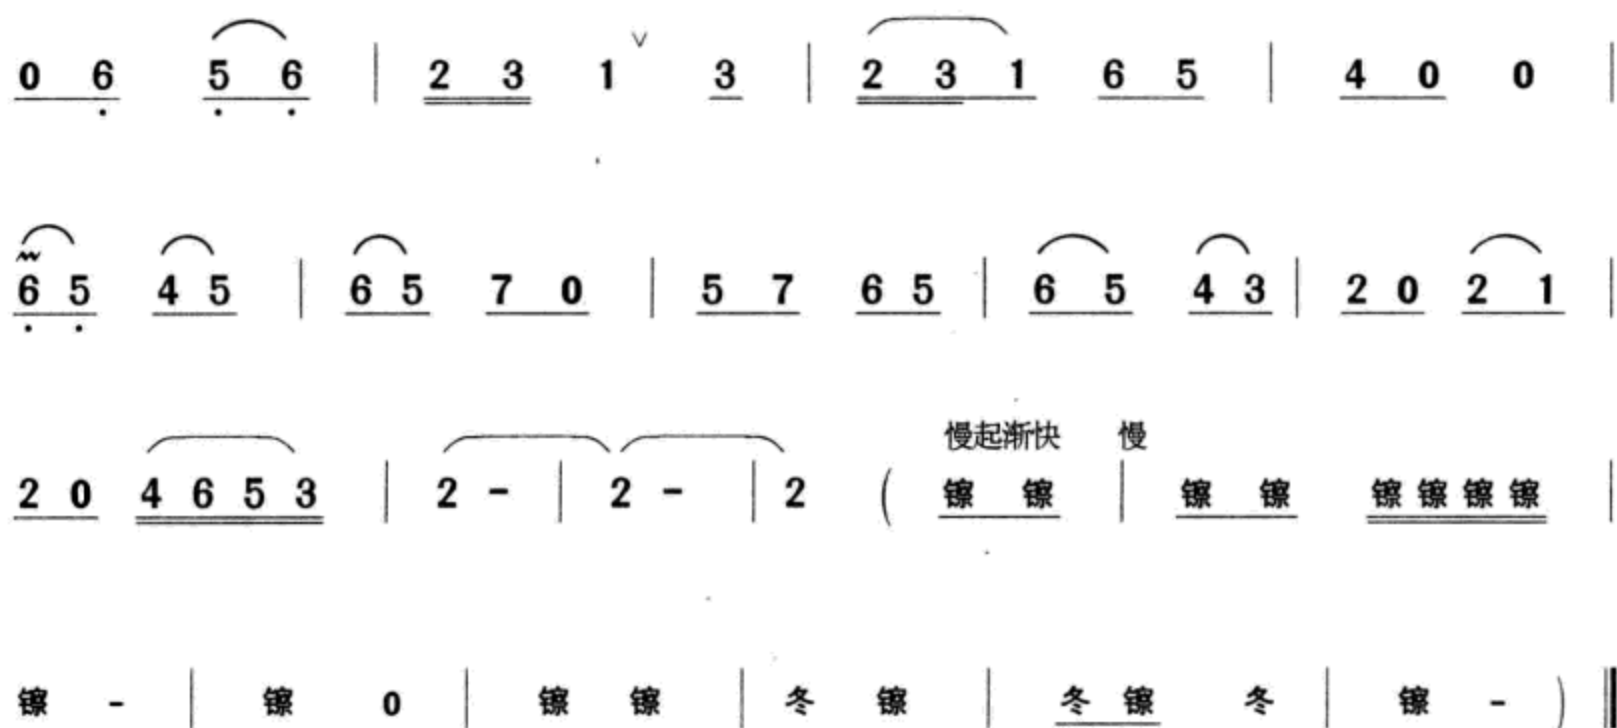 0 6 5 6 | 2 3 1 ∨ 3 | 2 3 1 6 5 | 4 0 0 |
6 5 4 5 | 6 5 7 0 | 5 7 6 5 | 6 5 4 3 | 2 0 2 1 |
慢起渐快 慢
2 0 4 6 5 3 | 2 - | 2 - | 2 ( 镲 镲 | 镲 镲 镲 镲 镲 镲 |
镲 - | 镲 0 | 镲 镲 | 冬 镲 | 冬 镲 冬 | 镲 - ) ‖